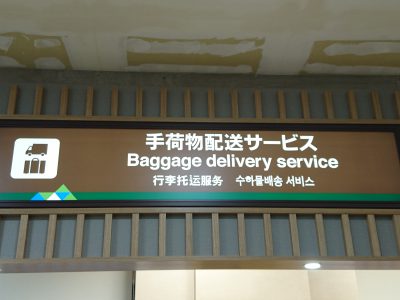 手荷物配送サービス
Baggage delivery service
行李托运服务 수하물배송 서비스